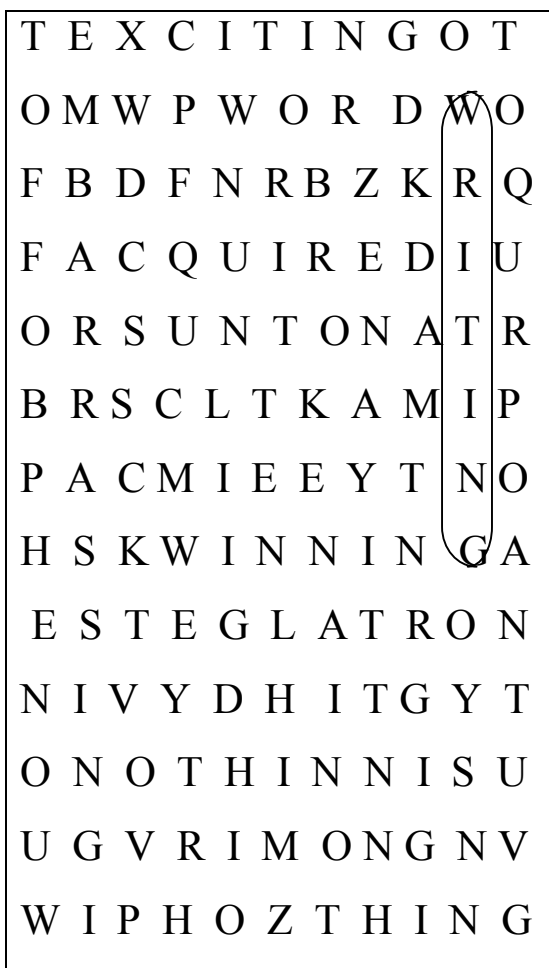 T E X C I T I N G O T
O M W P W O R D W O
F B D F N R B Z K R Q
F A C Q U I R E D I U
O R S U N T O N A T R
B R S C L T K A M I P
P A C M I E E Y T N O
H S K W I N N I N G A
E S T E G L A T R O N
N I V Y D H I T G Y T
O N O T H I N N I S U
U G V R I M O N G N V
W I P H O Z T H I N G